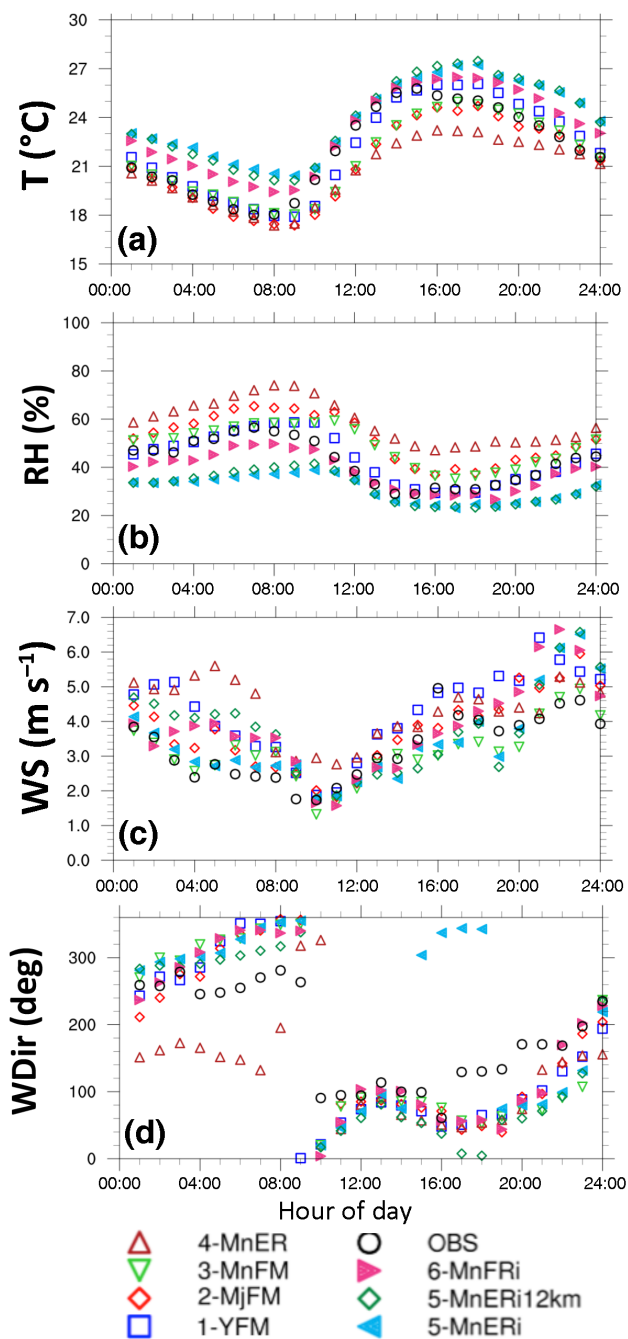 30
27
24
21
18
15
T (°C)
(a)
00:00 04:00 08:00 12:00 16:00 20:00 24:00
100
80
60
40
20
0
RH (%)
(b)
00:00 04:00 08:00 12:00 16:00 20:00 24:00
7.0
6.0
5.0
4.0
3.0
2.0
1.0
0.0
WS (m s⁻¹)
(c)
00:00 04:00 08:00 12:00 16:00 20:00 24:00
300
200
100
0
WDir (deg)
(d)
00:00 04:00 08:00 12:00 16:00 20:00 24:00
Hour of day
4-MnER OBS
3-MnFM 6-MnFRi
2-MjFM 5-MnERi12km
1-YFM 5-MnERi